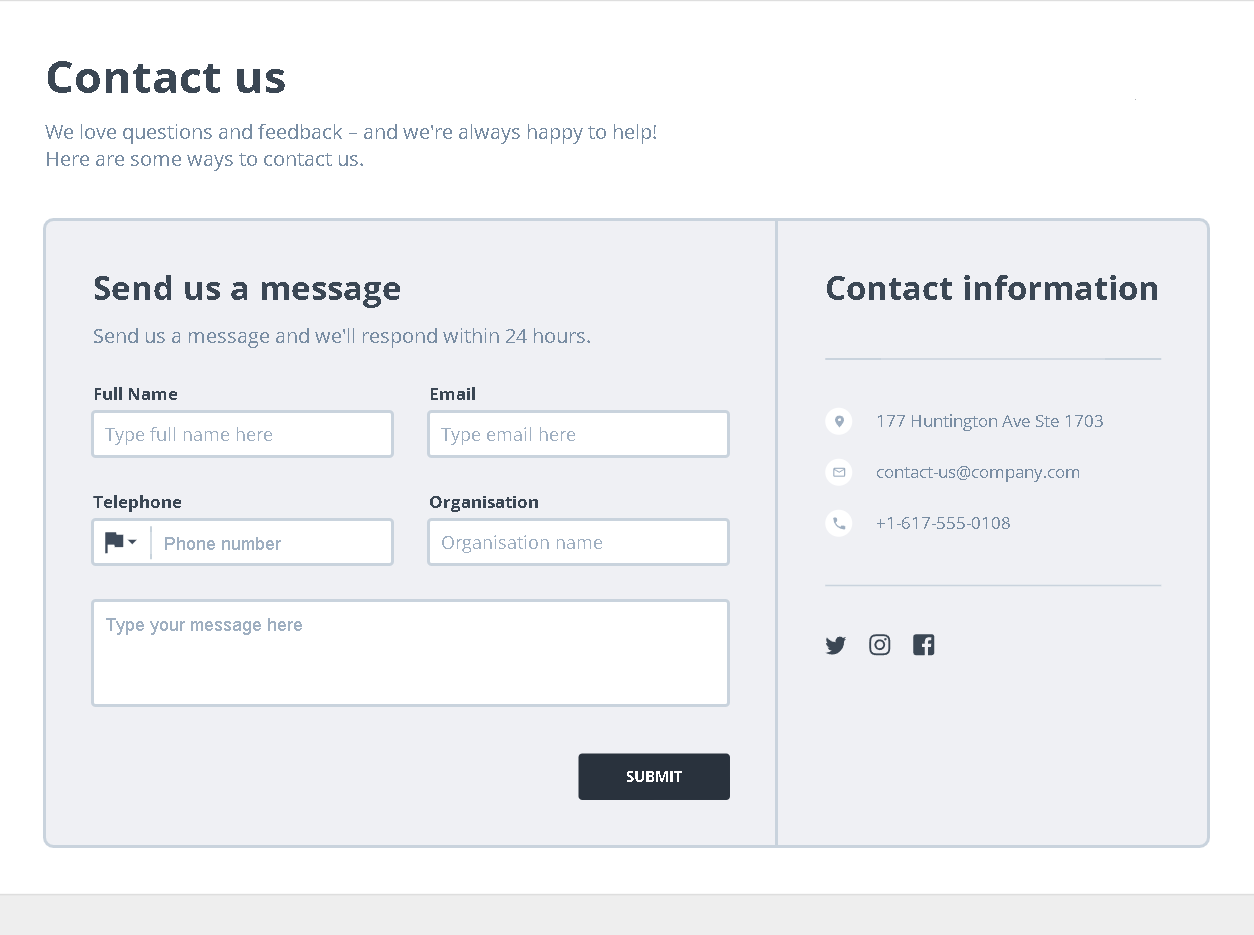 Contact us
We love questions and feedback – and we're always happy to help!
Here are some ways to contact us.
Send us a message
Send us a message and we'll respond within 24 hours.
Full Name
Type full name here
Email
Type email here
Telephone
Phone number
Organisation
Organisation name
Type your message here
SUBMIT
Contact information
177 Huntington Ave Ste 1703
contact-us@company.com
+1-617-555-0108